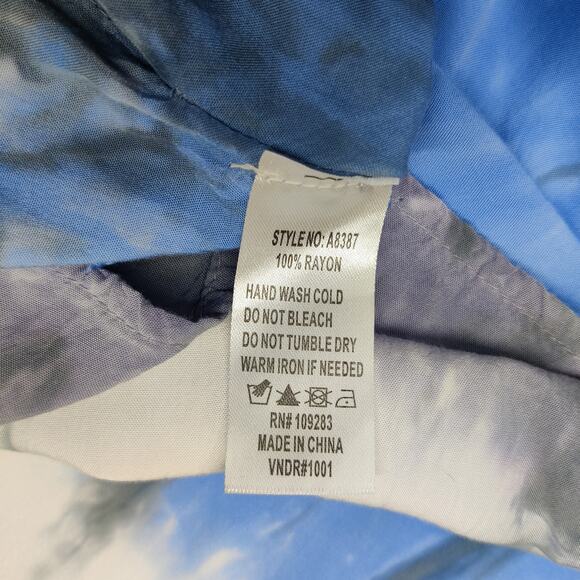 STYLE NO: A8387
100% RAYON
HAND WASH COLD
DO NOT BLEACH
DO NOT TUMBLE DRY
WARM IRON IF NEEDED
RN# 109283
MADE IN CHINA
VNDR#1001